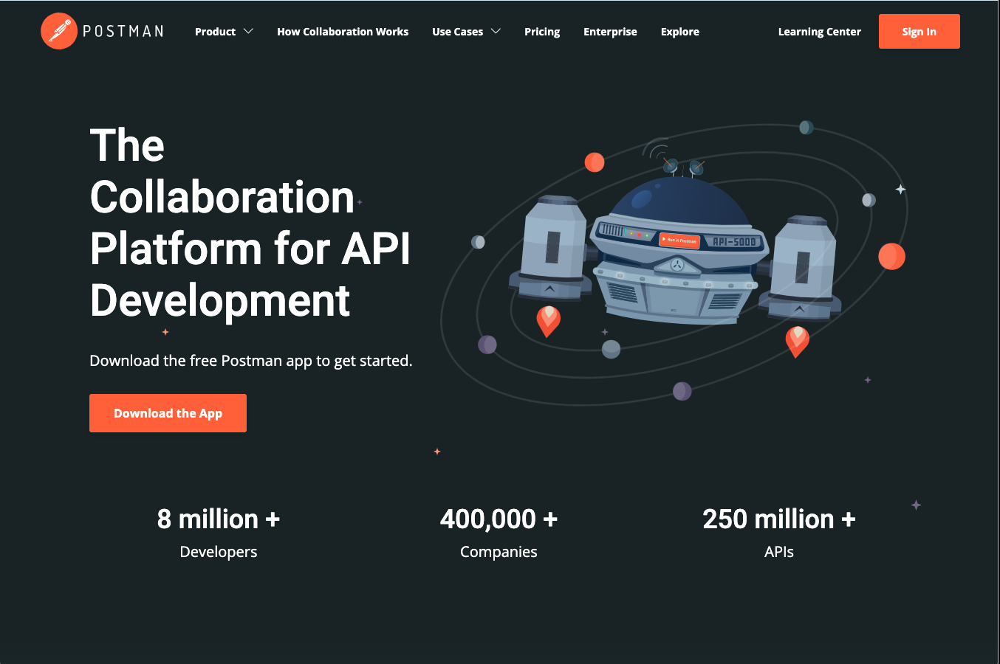 POSTMAN
Product
How Collaboration Works
Use Cases
Pricing
Enterprise
Explore
Learning Center
Sign In
The
Collaboration
Platform for API
Development
Download the free Postman app to get started.
Download the App
Run in Postman
API-5000
8 million +
Developers
400,000 +
Companies
250 million +
APIs